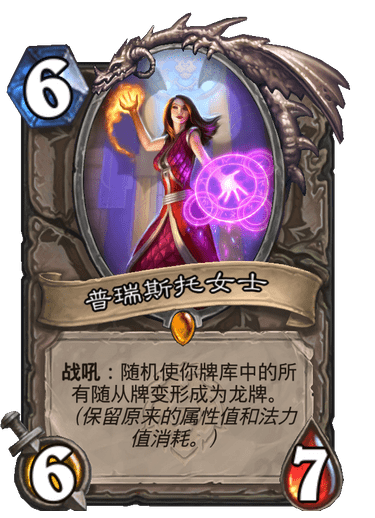 6
普瑞斯托女士
战吼：随机使你牌库中的所
有随从牌变形成为龙牌。
（保留原来的属性值和法力
值消耗。）
6
7